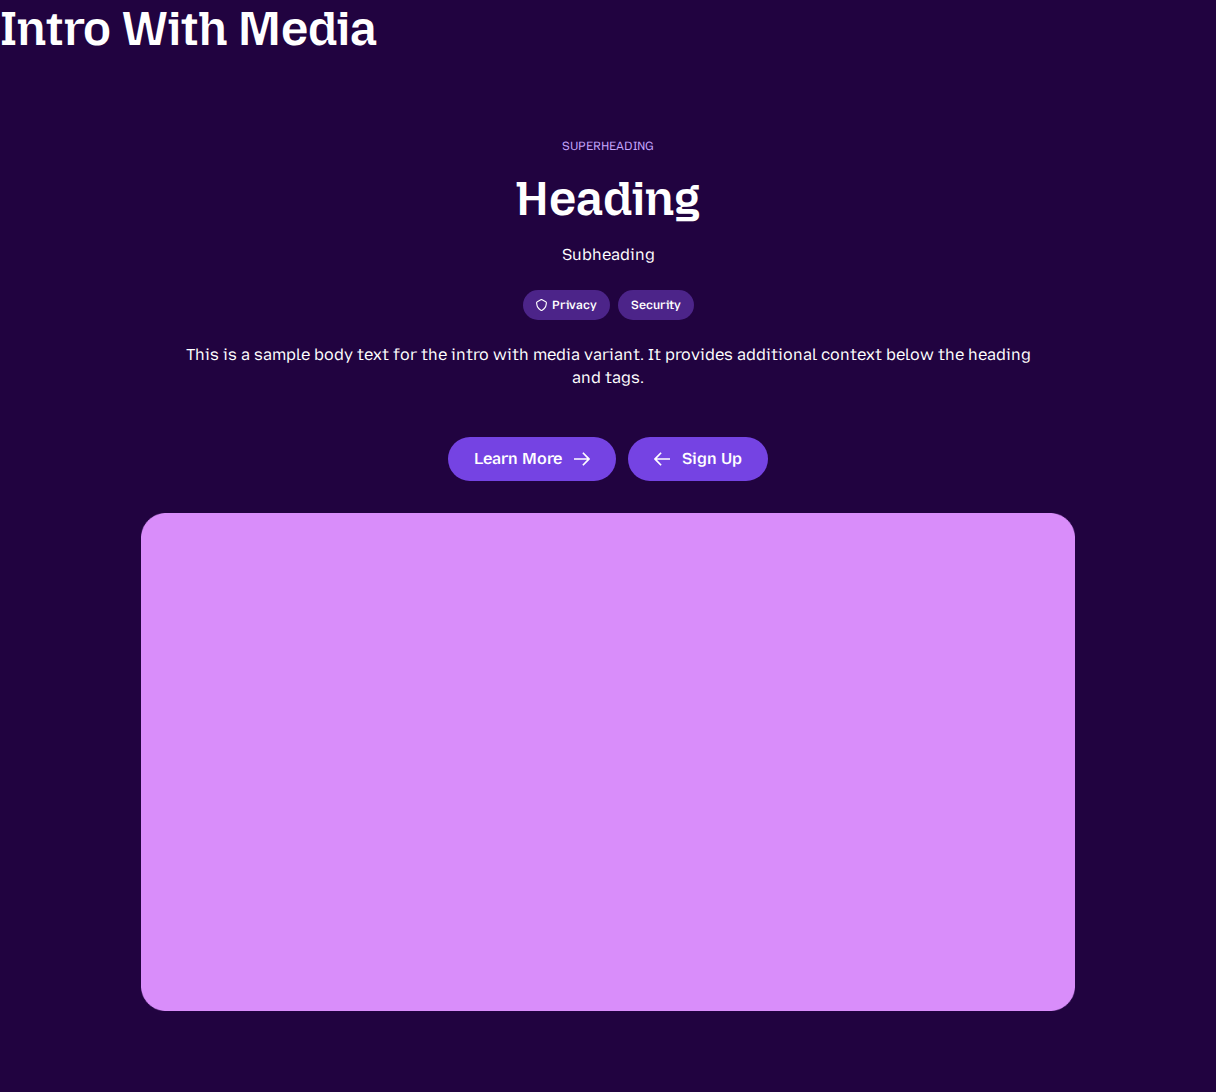 Intro With Media
SUPERHEADING
Heading
Subheading
Privacy
Security
This is a sample body text for the intro with media variant. It provides additional context below the heading
and tags.
Learn More
Sign Up